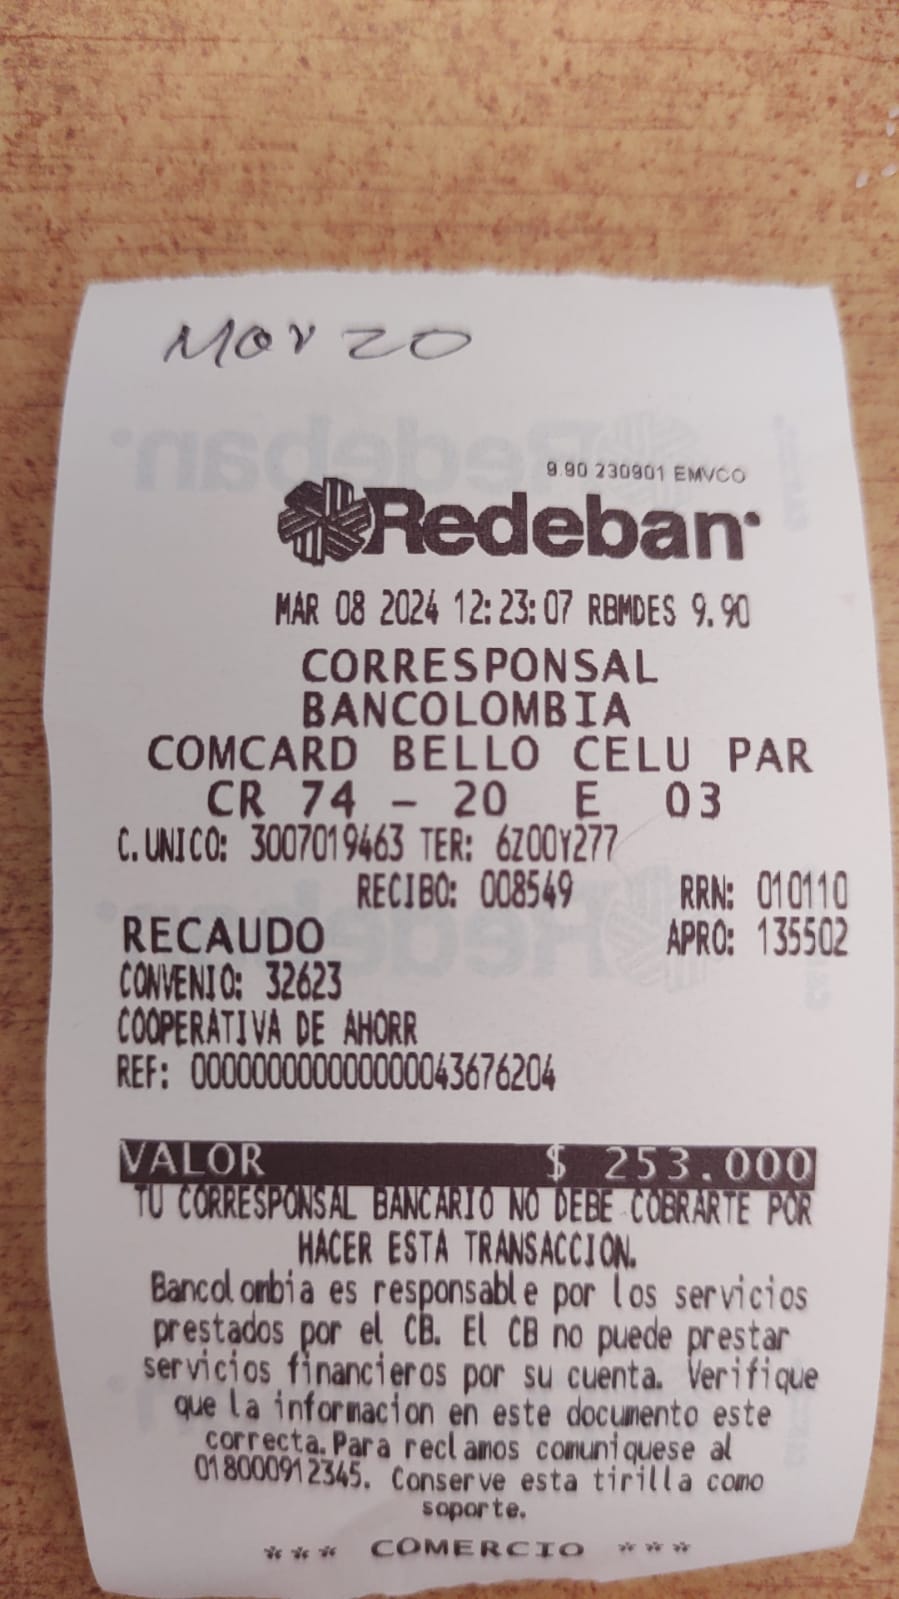 Marzo
9.90 230901 EMVCO
Redeban
MAR 08 2024 12:23:07 RBMDES 9.90
CORRESPONSAL
BANCOLOMBIA
COMCARD BELLO CELU PAR
CR 74 - 20 E 03
C.UNICO: 3007019463 TER: 6Z00Y277
RECIBO: 008549 RRN: 010110
RECAUDO APRO: 135502
CONVENIO: 32623
COOPERATIVA DE AHORR
REF: 000000000000000043676204
VALOR $ 253.000
TU CORRESPONSAL BANCARIO NO DEBE COBRARTE POR
HACER ESTA TRANSACCION.
Bancolombia es responsable por los servicios
prestados por el CB. El CB no puede prestar
servicios financieros por su cuenta. Verifique
que la informacion en este documento este
correcta. Para reclamos comuniquese al
018000912345. Conserve esta tirilla como
soporte.
*** COMERCIO ***